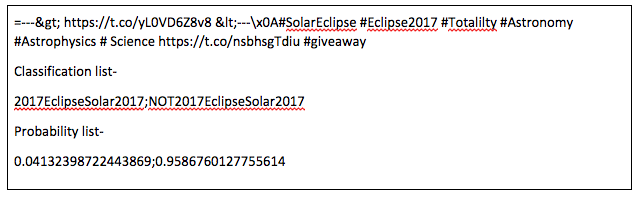 =---&gt; https://t.co/yL0VD6Z8v8 &lt;---\x0A#SolarEclipse #Eclipse2017 #Totalilty #Astronomy
#Astrophysics # Science https://t.co/nsbhsgTdiu #giveaway
Classification list-
2017EclipseSolar2017;NOT2017EclipseSolar2017
Probability list-
0.04132398722443869;0.9586760127755614